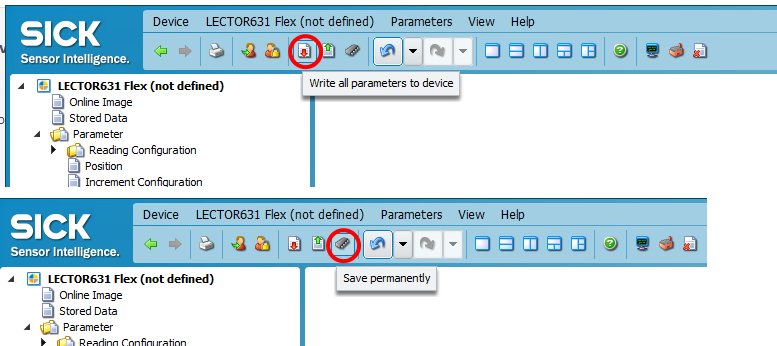 Device LECTOR631 Flex (not defined) Parameters View Help
SICK
Sensor Intelligence.
Write all parameters to device
LECTOR631 Flex (not defined)
Online Image
Stored Data
Parameter
Reading Configuration
Position
Increment Configuration
Device LECTOR631 Flex (not defined) Parameters View Help
SICK
Sensor Intelligence.
Save permanently
LECTOR631 Flex (not defined)
Online Image
Stored Data
Parameter
Reading Configuration